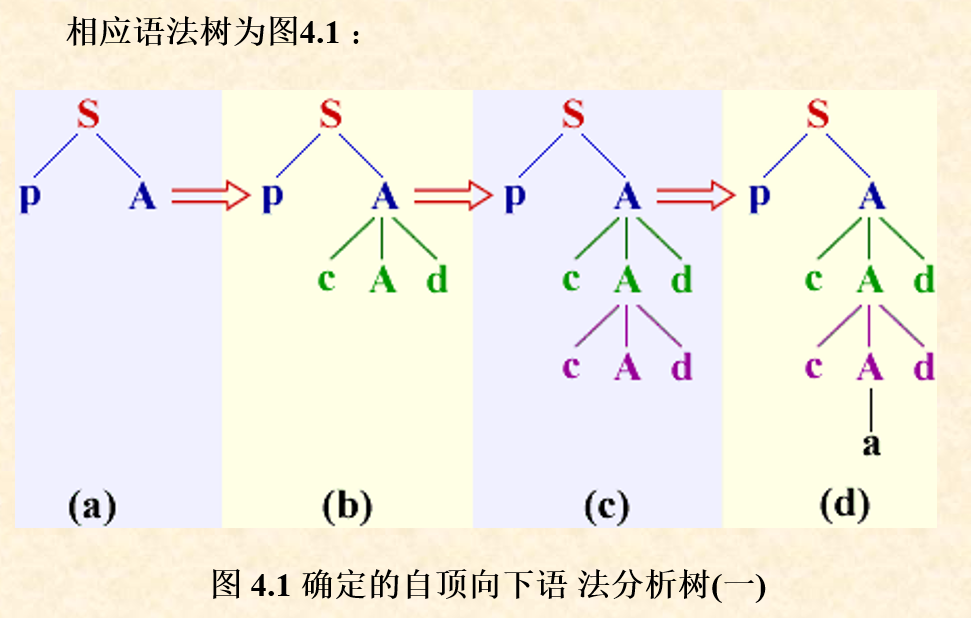 相应语法树为图4.1：
S S S S
p A p A p A p A
c A d c A d c A d
c A d c A d
a
(a) (b) (c) (d)
图 4.1 确定的自顶向下语 法分析树(一)